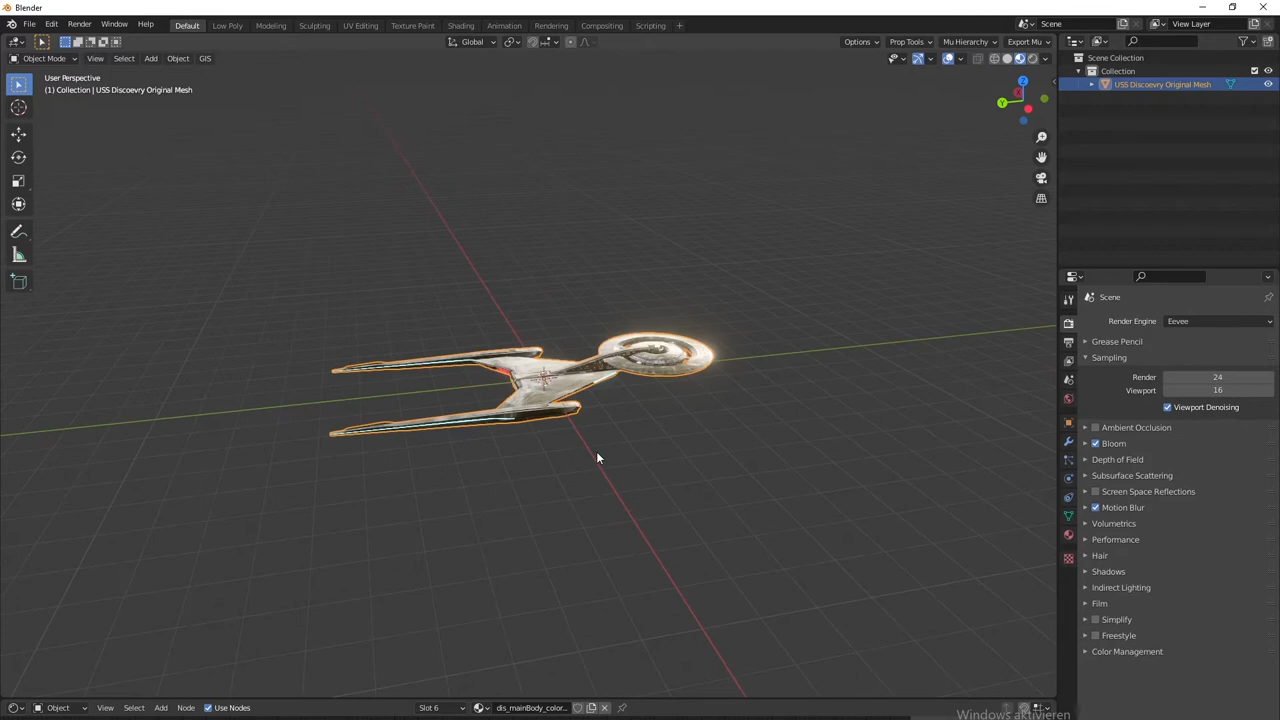 Blender
File Edit Render Window Help Default Low Poly Modeling Sculpting UV Editing Texture Paint Shading Animation Rendering Compositing Scripting + Scene View Layer
Global Options Prop Tools Mu Hierarchy Export Mu
Object Mode View Select Add Object GIS
Scene Collection
Collection
USS Discoevry Original Mesh
User Perspective
(1) Collection | USS Discoevry Original Mesh
Z
Y
X
Scene
Render Engine Eevee
Grease Pencil
Sampling
Render 24
Viewport 16
Viewport Denoising
Ambient Occlusion
Bloom
Depth of Field
Subsurface Scattering
Screen Space Reflections
Motion Blur
Volumetrics
Performance
Hair
Shadows
Indirect Lighting
Film
Simplify
Freestyle
Color Management
Object View Select Add Node Use Nodes Slot 6 dis_mainBody_color...
Windows aktivieren